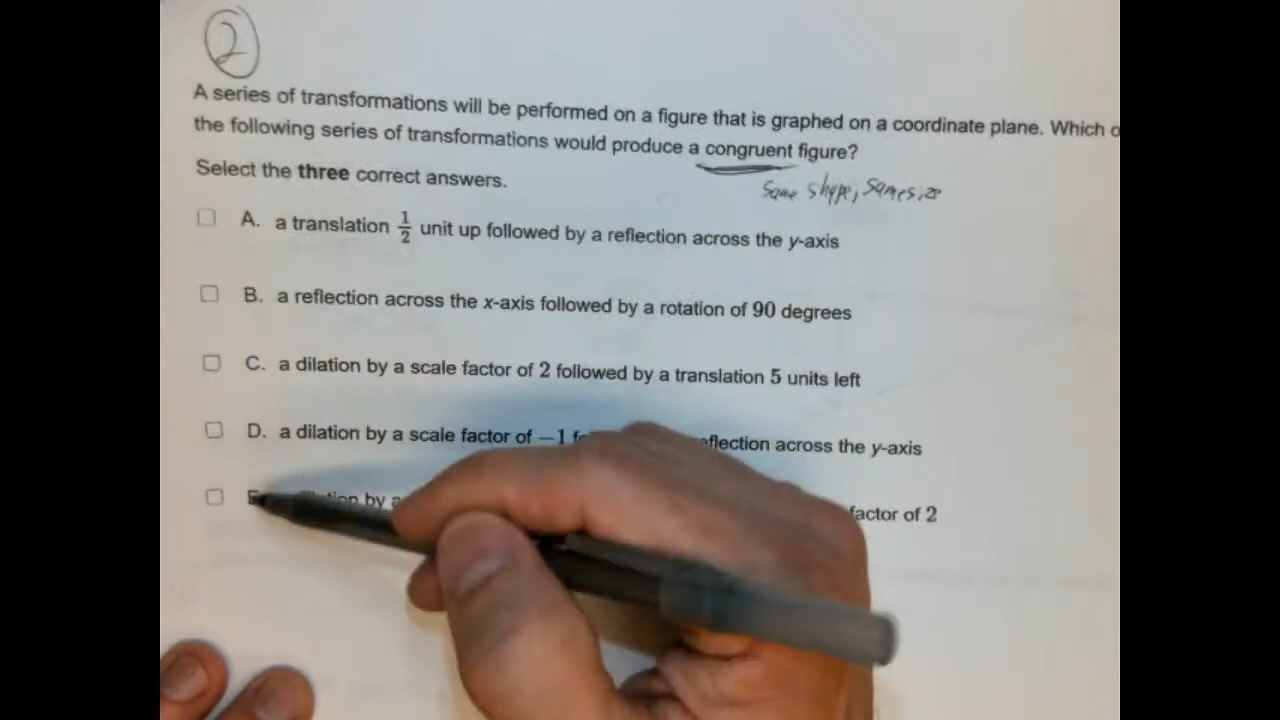 2
A series of transformations will be performed on a figure that is graphed on a coordinate plane. Which
the following series of transformations would produce a congruent figure?
same shape, same size
Select the three correct answers.
A. a translation 1/2 unit up followed by a reflection across the y-axis
B. a reflection across the x-axis followed by a rotation of 90 degrees
C. a dilation by a scale factor of 2 followed by a translation 5 units left
D. a dilation by a scale factor of −1 reflection across the y-axis
by a factor of 2